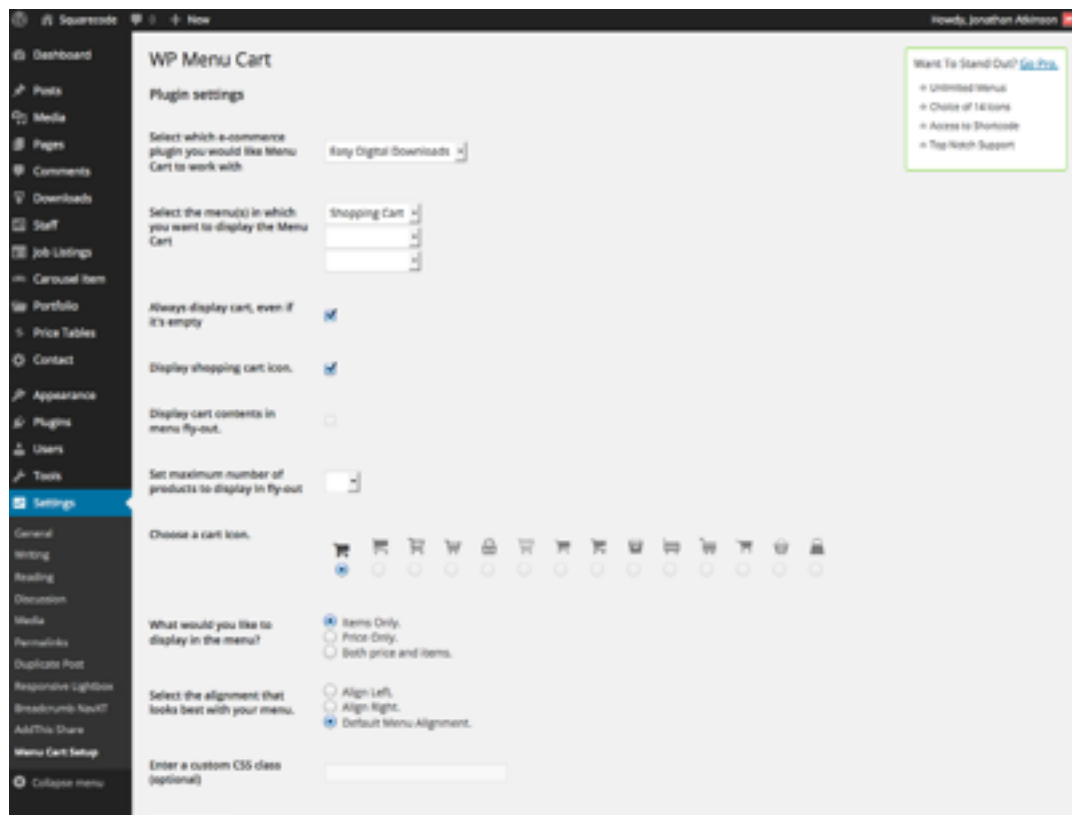 Squarecode 0 + New
Howdy, Jonathan Atkinson
Dashboard
Posts
Media
Pages
Comments
Downloads
Staff
Job Listings
Carousel Item
Portfolio
Price Tables
Contact
Appearance
Plugins
Users
Tools
Settings
General
Writing
Reading
Discussion
Media
Permalinks
Duplicate Post
Responsive Lightbox
Breadcrumb NavXT
AddThis Share
Menu Cart Setup
Collapse menu
WP Menu Cart
Plugin settings
Select which e-commerce
plugin you would like Menu
Cart to work with
Easy Digital Downloads
Select the menu(s) in which
you want to display the Menu
Cart
Shopping Cart
Always display cart, even if
it's empty
Display shopping cart icon.
Display cart contents in
menu fly-out.
Set maximum number of
products to display in fly-out
Choose a cart icon.
What would you like to
display in the menu?
Items Only.
Price Only.
Both price and items.
Select the alignment that
looks best with your menu.
Align Left.
Align Right.
Default Menu Alignment.
Enter a custom CSS class
(optional)
Want To Stand Out? Go Pro.
Unlimited Menus
Choice of 14 Icons
Access to Shortcode
Top Notch Support